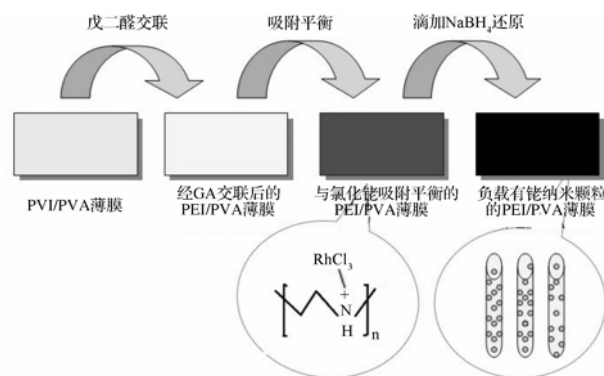 戊二醛交联
吸附平衡
滴加NaBH₄还原
PVI/PVA薄膜
经GA交联后的
PEI/PVA薄膜
与氯化铑吸附平衡的
PEI/PVA薄膜
负载有铑纳米颗粒
的PEI/PVA薄膜
RhCl₃
+
N
H
n